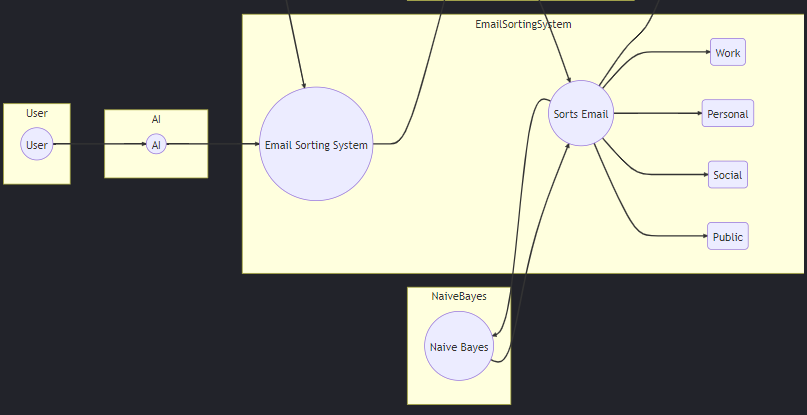 EmailSortingSystem
Work
User
AI
Sorts Email
Personal
User
AI
Email Sorting System
Social
Public
NaiveBayes
Naive Bayes